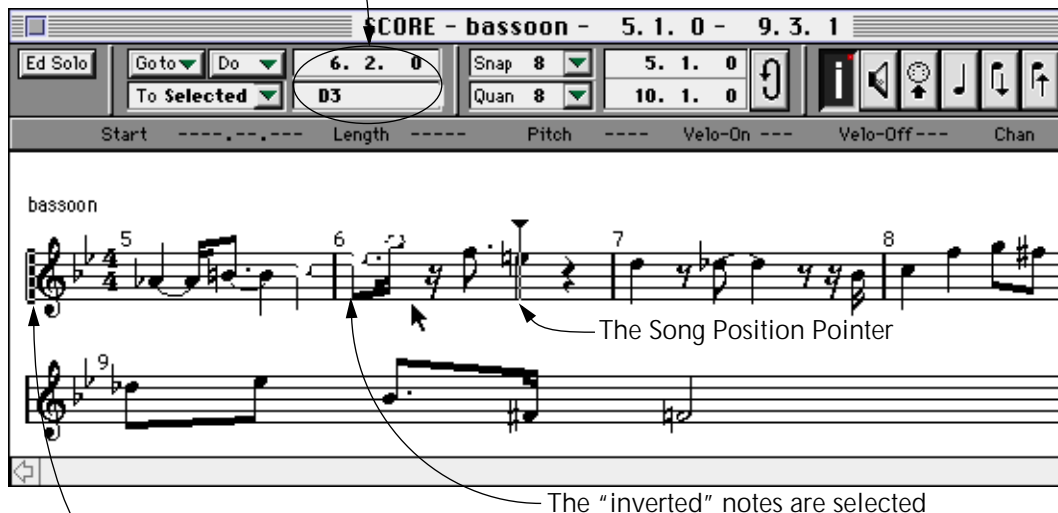 SCORE - bassoon - 5. 1. 0 - 9. 3. 1
Ed Solo Goto Do 6. 2. 0 Snap 8 5. 1. 0
To Selected D3 Quan 8 10. 1. 0
Start ----.--.--- Length ----- Pitch ---- Velo-On --- Velo-Off--- Chan
bassoon
5 6 7 8
4
4
The Song Position Pointer
9
The "inverted" notes are selected